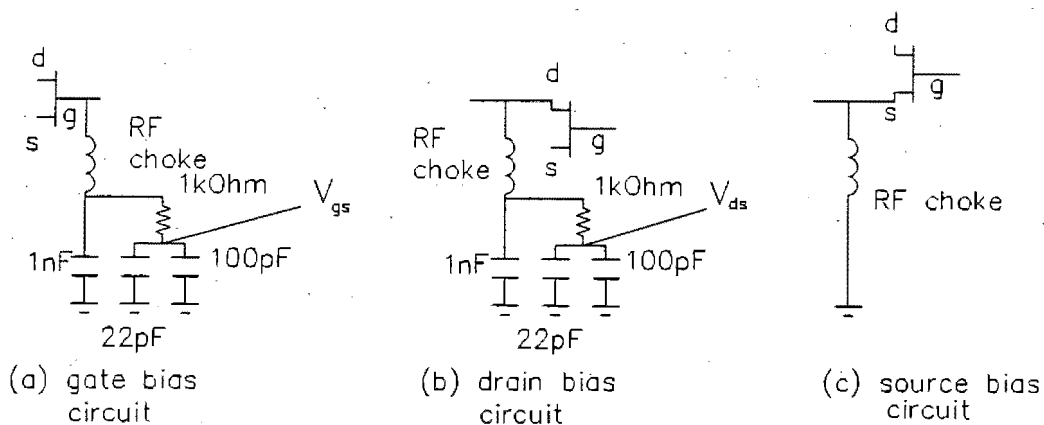 d
g
s
RF
choke
1kOhm
V_gs
1nF
100pF
22pF
(a) gate bias
circuit
d
g
s
RF
choke
1kOhm
V_ds
1nF
100pF
22pF
(b) drain bias
circuit
d
g
s
RF choke
(c) source bias
circuit